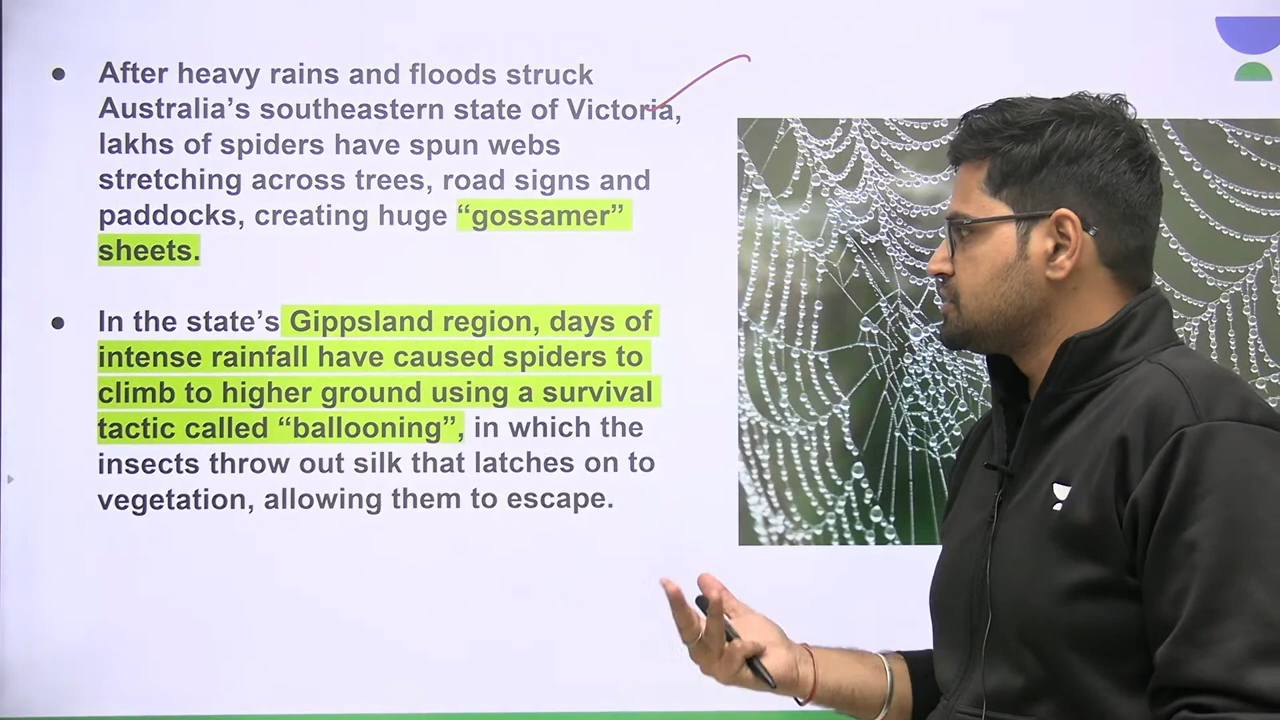 ● After heavy rains and floods struck
Australia’s southeastern state of Victoria,
lakhs of spiders have spun webs
stretching across trees, road signs and
paddocks, creating huge “gossamer”
sheets.
● In the state’s Gippsland region, days of
intense rainfall have caused spiders to
climb to higher ground using a survival
tactic called “ballooning”, in which the
insects throw out silk that latches on to
vegetation, allowing them to escape.